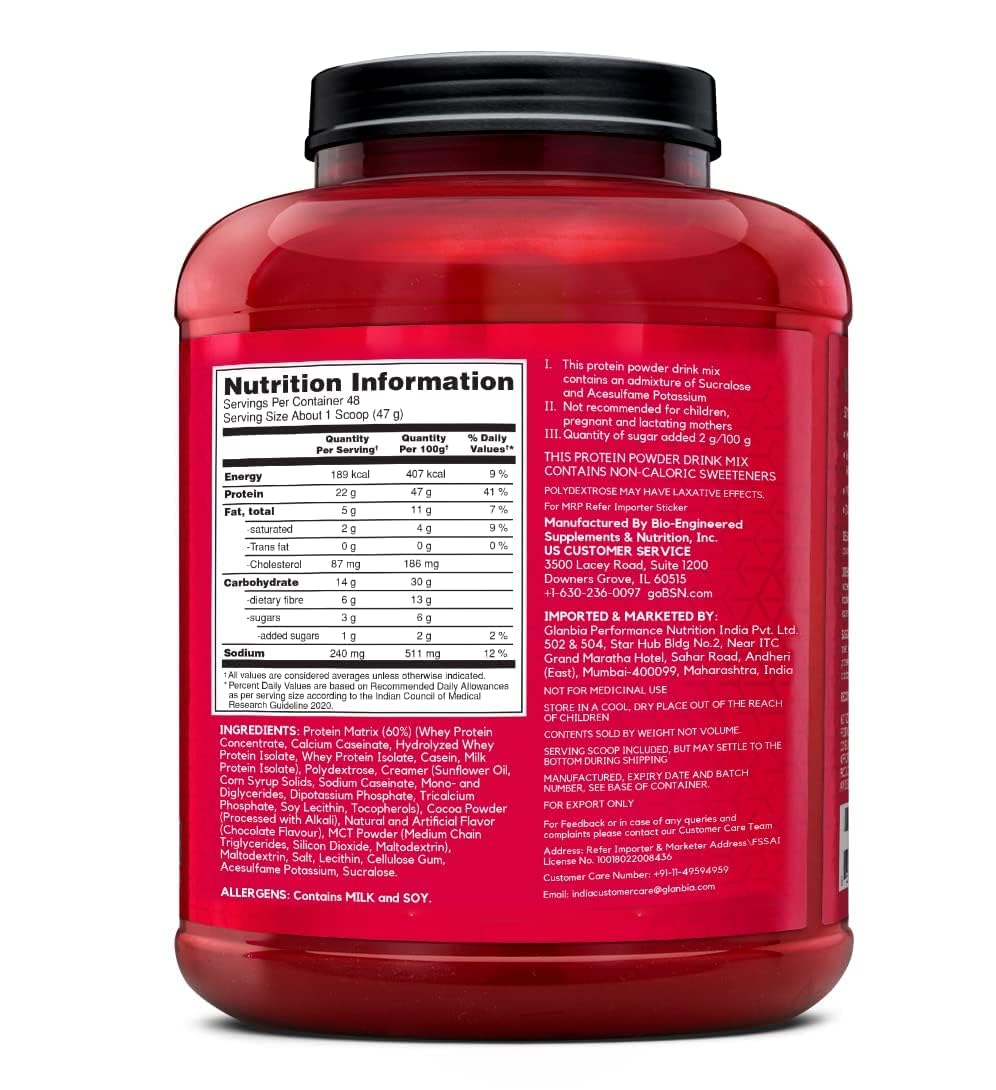 Nutrition Information
Servings Per Container 48
Serving Size About 1 Scoop (47 g)
Quantity Per Serving† Quantity Per 100g† % Daily Values†*
Energy 189 kcal 407 kcal 9 %
Protein 22 g 47 g 41 %
Fat, total 5 g 11 g 7 %
-saturated 2 g 4 g 9 %
-Trans fat 0 g 0 g 0 %
-Cholesterol 87 mg 186 mg
Carbohydrate 14 g 30 g
-dietary fibre 6 g 13 g
-sugars 3 g 6 g
-added sugars 1 g 2 g 2 %
Sodium 240 mg 511 mg 12 %
†All values are considered averages unless otherwise indicated.
*Percent Daily Values are based on Recommended Daily Allowances
as per serving size according to the Indian Council of Medical
Research Guideline 2020.
INGREDIENTS: Protein Matrix (60%) (Whey Protein
Concentrate, Calcium Caseinate, Hydrolyzed Whey
Protein Isolate, Whey Protein Isolate, Casein, Milk
Protein Isolate), Polydextrose, Creamer (Sunflower Oil,
Corn Syrup Solids, Sodium Caseinate, Mono- and
Diglycerides, Dipotassium Phosphate, Tricalcium
Phosphate, Soy Lecithin, Tocopherols), Cocoa Powder
(Processed with Alkali), Natural and Artificial Flavor
(Chocolate Flavour), MCT Powder (Medium Chain
Triglycerides, Silicon Dioxide, Maltodextrin),
Maltodextrin, Salt, Lecithin, Cellulose Gum,
Acesulfame Potassium, Sucralose.
ALLERGENS: Contains MILK and SOY.
I. This protein powder drink mix
contains an admixture of Sucralose
and Acesulfame Potassium
II. Not recommended for children,
pregnant and lactating mothers
III. Quantity of sugar added 2 g/100 g
THIS PROTEIN POWDER DRINK MIX
CONTAINS NON-CALORIC SWEETENERS
POLYDEXTROSE MAY HAVE LAXATIVE EFFECTS.
For MRP Refer Importer Sticker
Manufactured By Bio-Engineered
Supplements & Nutrition, Inc.
US CUSTOMER SERVICE
3500 Lacey Road, Suite 1200
Downers Grove, IL 60515
+1-630-236-0097 goBSN.com
IMPORTED & MARKETED BY:
Glanbia Performance Nutrition India Pvt. Ltd.
502 & 504, Star Hub Bldg No.2, Near ITC
Grand Maratha Hotel, Sahar Road, Andheri
(East), Mumbai-400099, Maharashtra, India
NOT FOR MEDICINAL USE
STORE IN A COOL, DRY PLACE OUT OF THE REACH
OF CHILDREN
CONTENTS SOLD BY WEIGHT NOT VOLUME.
SERVING SCOOP INCLUDED, BUT MAY SETTLE TO THE
BOTTOM DURING SHIPPING
MANUFACTURED, EXPIRY DATE AND BATCH
NUMBER, SEE BASE OF CONTAINER.
FOR EXPORT ONLY
For Feedback or in case of any queries and
complaints please contact our Customer Care Team
Address: Refer Importer & Marketer Address\FSSAI
License No. 10018022008436
Customer Care Number: +91-11-49594959
Email: indiacustomercare@glanbia.com